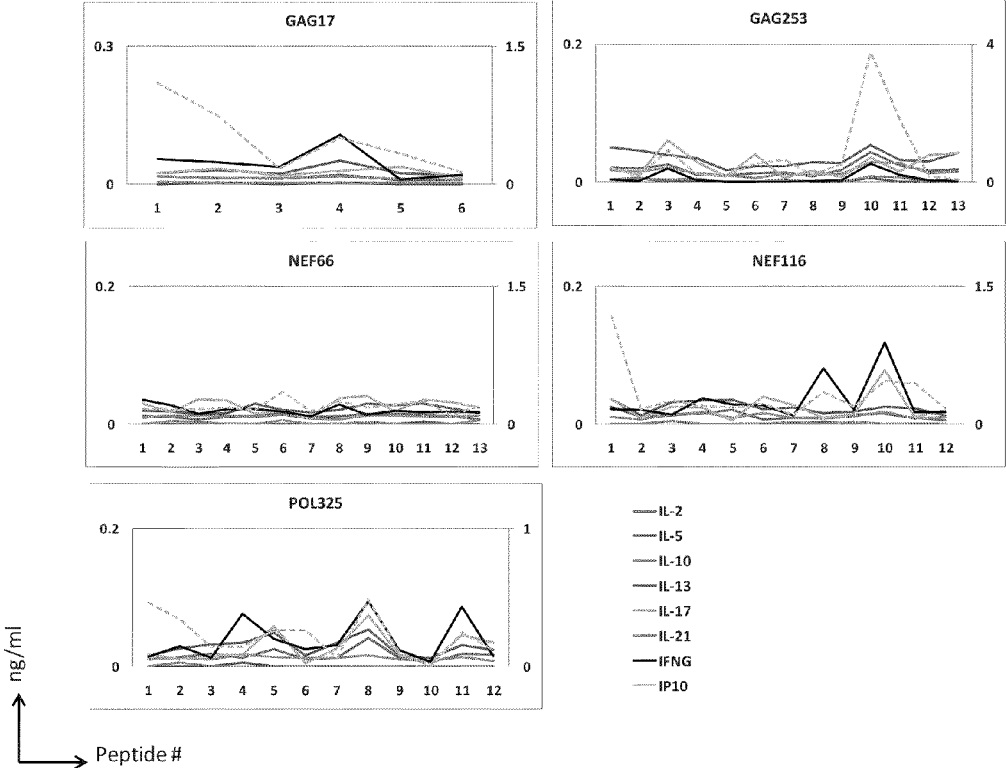 GAG17
0.3 1.5
0 0
1 2 3 4 5 6
GAG253
0.2 4
0 0
1 2 3 4 5 6 7 8 9 10 11 12 13
NEF66
0.2 1.5
0 0
1 2 3 4 5 6 7 8 9 10 11 12 13
NEF116
0.2 1.5
0 0
1 2 3 4 5 6 7 8 9 10 11 12
POL325
0.2 1
0 0
1 2 3 4 5 6 7 8 9 10 11 12
IL-2
IL-5
IL-10
IL-13
IL-17
IL-21
IFNG
IP10
ng/ml
Peptide #